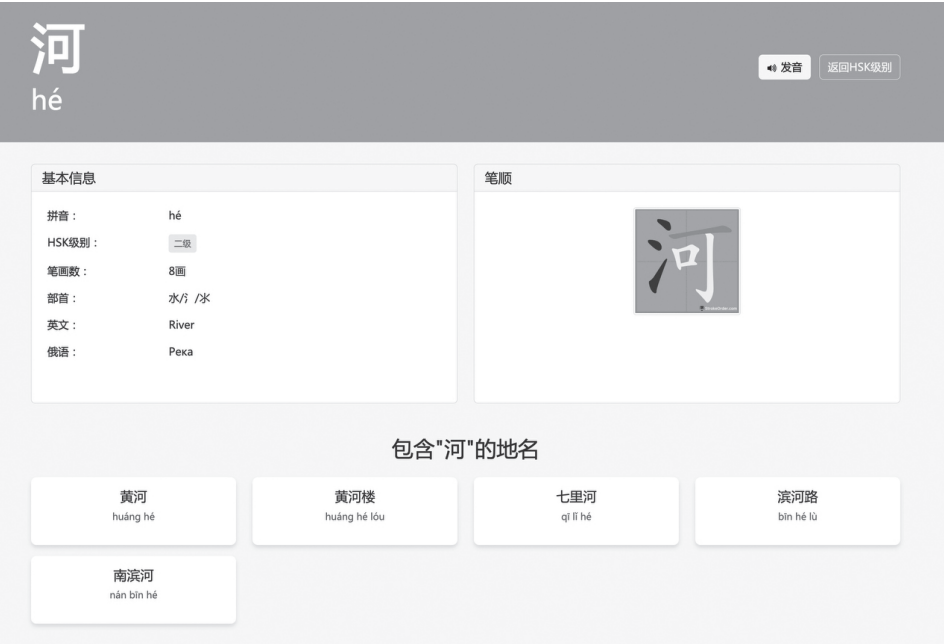 河
hé
发音
返回HSK级别
基本信息
拼音： hé
HSK级别： 二级
笔画数： 8画
部首： 水/氵/氺
英文： River
俄语： Река
笔顺
河
包含"河"的地名
黄河
huáng hé
黄河楼
huáng hé lóu
七里河
qī lǐ hé
滨河路
bīn hé lù
南滨河
nán bīn hé